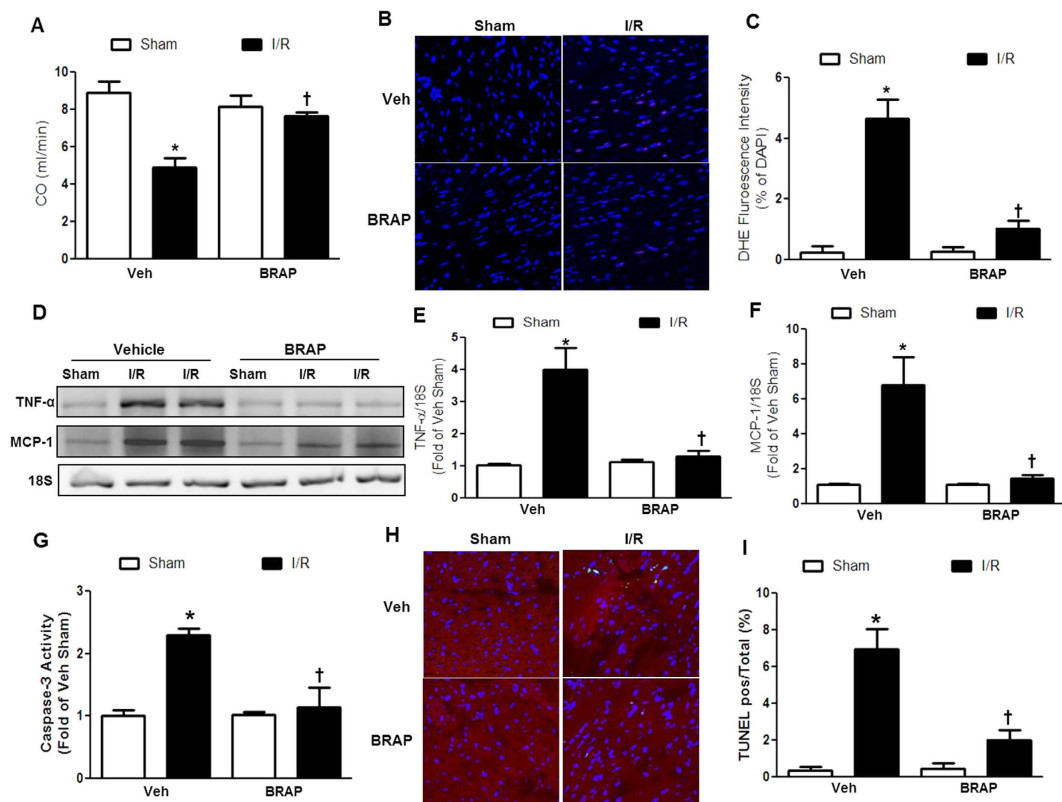 A
Sham
I/R
CO (ml/min)
10
8
6
4
2
0
*
†
Veh
BRAP
B
Sham
I/R
Veh
BRAP
C
Sham
I/R
DHE Fluroescence Intensity
(% of DAPI)
6
4
2
0
*
†
Veh
BRAP
D
Vehicle
BRAP
Sham I/R I/R Sham I/R I/R
TNF-α
MCP-1
18S
E
Sham
I/R
TNF-α/18S
(Fold of Veh Sham)
5
4
3
2
1
0
*
†
Veh
BRAP
F
Sham
I/R
MCP-1/18S
(Fold of Veh Sham)
10
8
6
4
2
0
*
†
Veh
BRAP
G
Sham
I/R
Caspase-3 Activity
(Fold of Veh Sham)
3
2
1
0
*
†
Veh
BRAP
H
Sham
I/R
Veh
BRAP
I
Sham
I/R
TUNEL pos/Total (%)
10
8
6
4
2
0
*
†
Veh
BRAP